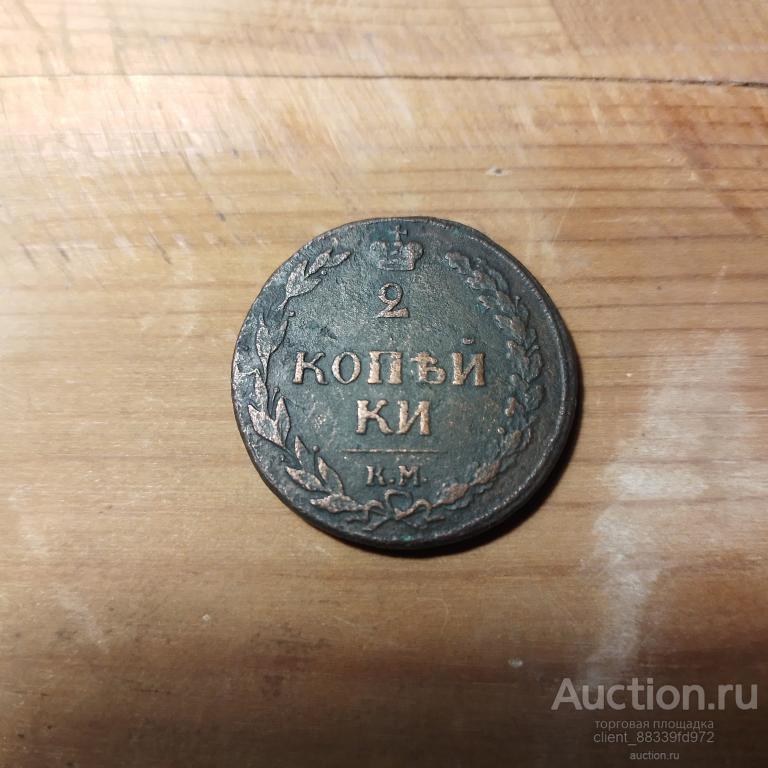 2
КОПѣЙ
КИ
К.М.
Auction.ru
торговая площадка
client_88339fd972
auction.ru